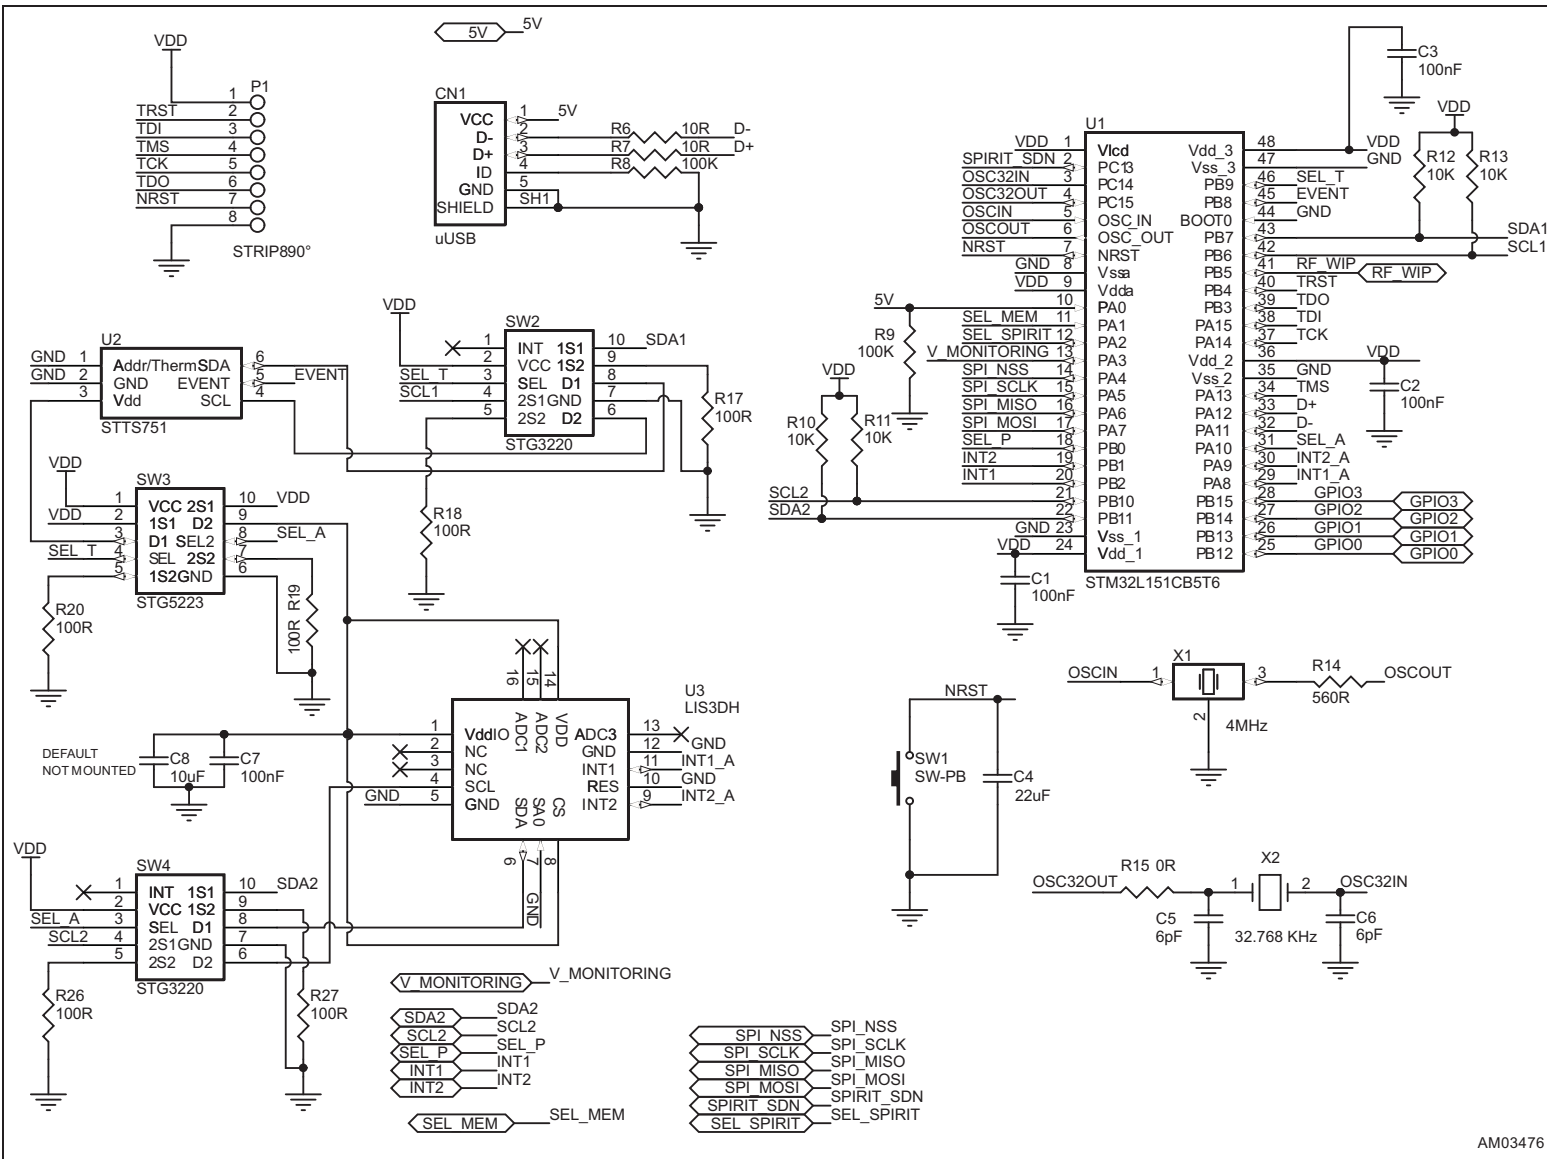 5V 5V
VDD
P1
1
TRST 2
TDI 3
TMS 4
TCK 5
TDO 6
NRST 7
8
STRIP890°
CN1
VCC 1 5V
D- 2 R6 10R D-
D+ 3 R7 10R D+
ID 4 R8 100K
GND 5
SHIELD SH1
uUSB
C3
100nF
VDD
R12
10K
R13
10K
U1
VDD 1 Vlcd Vdd_3 48 VDD
SPIRIT_SDN 2 PC13 Vss_3 47 GND
OSC32IN 3 PC14 PB9 46 SEL_T
OSC32OUT 4 PC15 PB8 45 EVENT
OSCIN 5 OSC_IN BOOT0 44 GND
OSCOUT 6 OSC_OUT PB7 43 SDA1
NRST 7 NRST PB6 42 SCL1
GND 8 Vssa PB5 41 RF_WIP RF_WIP
VDD 9 Vdda PB4 40 TRST
5V 10 PA0 PB3 39 TDO
SEL_MEM 11 PA1 PA15 38 TDI
SEL_SPIRIT 12 PA2 PA14 37 TCK
V_MONITORING 13 PA3 Vdd_2 36 VDD
SPI_NSS 14 PA4 Vss_2 35 GND
SPI_SCLK 15 PA5 PA13 34 TMS
SPI_MISO 16 PA6 PA12 33 D+
SPI_MOSI 17 PA7 PA11 32 D-
SEL_P 18 PB0 PA10 31 SEL_A
INT2 19 PB1 PA9 30 INT2_A
INT1 20 PB2 PA8 29 INT1_A
SCL2 21 PB10 PB15 28 GPIO3 GPIO3
SDA2 22 PB11 PB14 27 GPIO2 GPIO2
GND 23 Vss_1 PB13 26 GPIO1 GPIO1
VDD 24 Vdd_1 PB12 25 GPIO0 GPIO0
STM32L151CB5T6
R9
100K
VDD
R10
10K
R11
10K
C2
100nF
C1
100nF
U2
GND 1 Addr/Therm SDA 6
GND 2 GND EVENT 5 EVENT
3 Vdd SCL 4
STTS751
VDD
SW2
1 INT 1S1 10 SDA1
2 VCC 1S2 9
SEL_T 3 SEL D1 8
SCL1 4 2S1 GND 7
5 2S2 D2 6
STG3220
R17
100R
R18
100R
VDD
SW3
1 VCC 2S1 10 VDD
VDD 2 1S1 D2 9
3 D1 SEL2 8 SEL_A
SEL_T 4 SEL 2S2 7
5 1S2 GND 6
STG5223
R20
100R
R19
100R
U3
LIS3DH
16 15 14
ADC1 ADC2 VDD
1 VddIO ADC3 13
2 NC GND 12 GND
3 NC INT1 11 INT1_A
4 SCL RES 10 GND
GND 5 GND INT2 9 INT2_A
SDA SA0 CS
6 7 8
GND
DEFAULT
NOT MOUNTED
C8
10uF
C7
100nF
VDD
SW4
1 INT 1S1 10 SDA2
2 VCC 1S2 9
SEL_A 3 SEL D1 8
SCL2 4 2S1 GND 7
5 2S2 D2 6
STG3220
R26
100R
R27
100R
X1
OSCIN 1 3 R14 OSCOUT
560R
2
4MHz
NRST
SW1
SW-PB
C4
22uF
R15 0R X2
OSC32OUT 1 2 OSC32IN
C5
6pF
32.768 KHz
C6
6pF
V_MONITORING V_MONITORING
SDA2 SDA2
SCL2 SCL2
SEL_P SEL_P
INT1 INT1
INT2 INT2
SEL_MEM SEL_MEM
SPI_NSS SPI_NSS
SPI_SCLK SPI_SCLK
SPI_MISO SPI_MISO
SPI_MOSI SPI_MOSI
SPIRIT_SDN SPIRIT_SDN
SEL_SPIRIT SEL_SPIRIT
AM03476